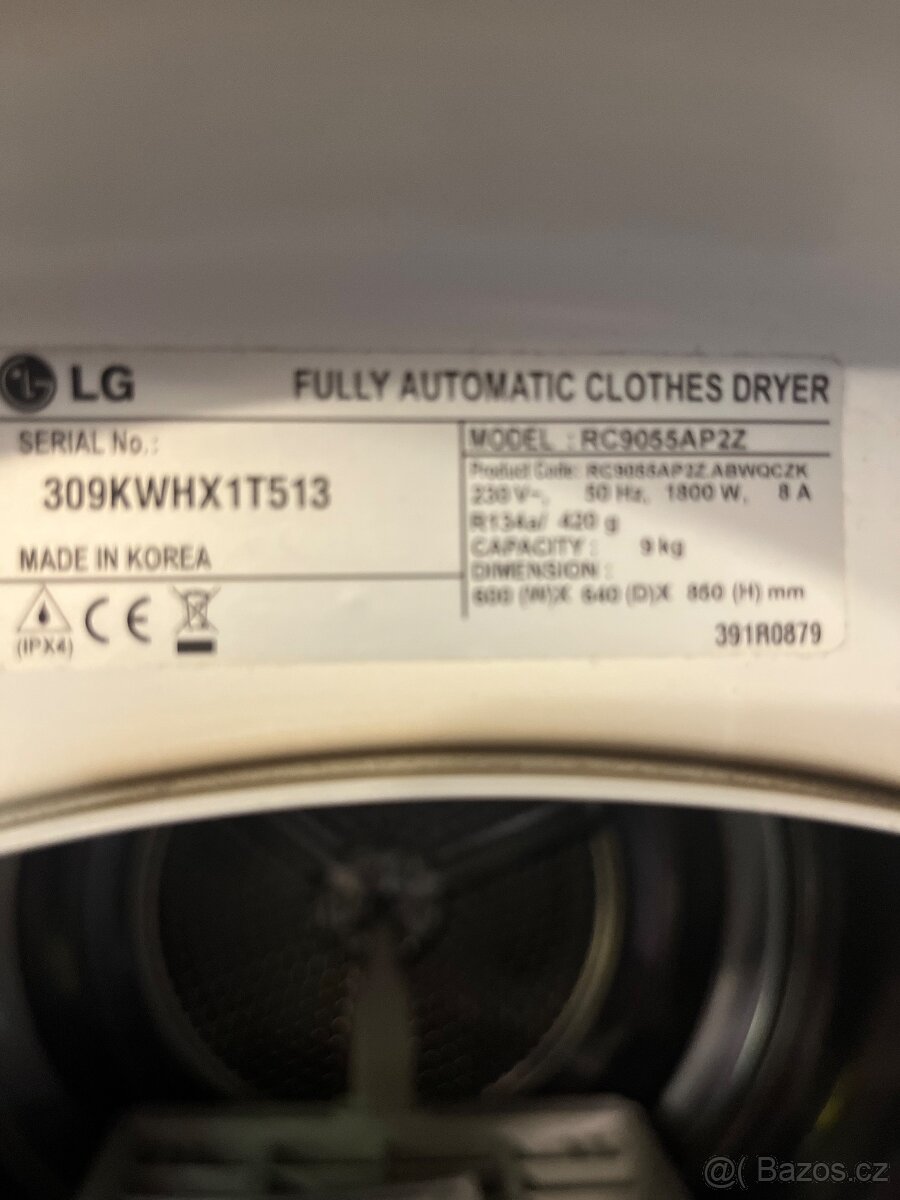 LG FULLY AUTOMATIC CLOTHES DRYER
SERIAL No.:
309KWHX1T513
MADE IN KOREA
(IPX4)
MODEL : RC9055AP2Z
Product Code: RC9055AP2Z.ABWQCZK
230 V~, 50 Hz, 1800 W, 8 A
R134a/ 420 g
CAPACITY : 9 kg
DIMENSION :
600 (W)X 640 (D)X 850 (H) mm
391R0879
@( Bazos.cz